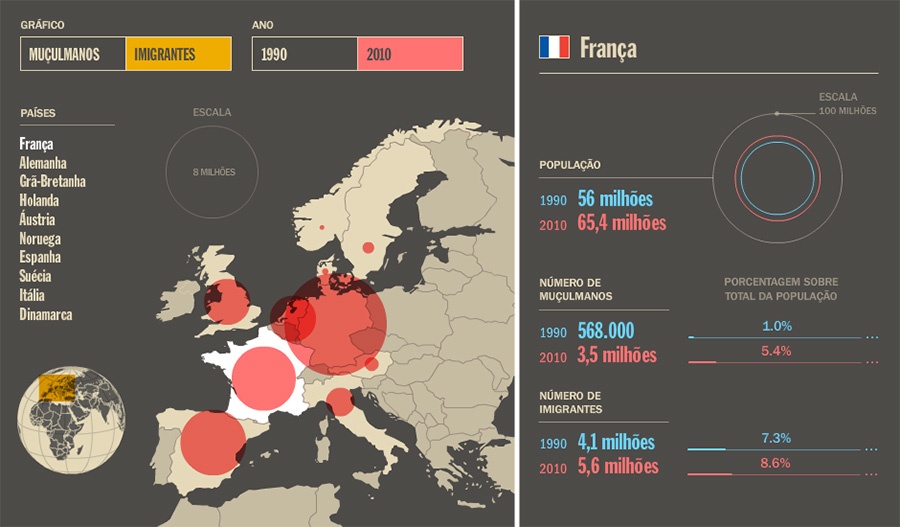 GRÁFICO
MUÇULMANOS
IMIGRANTES
ANO
1990
2010
PAÍSES
França
Alemanha
Grã-Bretanha
Holanda
Áustria
Noruega
Espanha
Suécia
Itália
Dinamarca
ESCALA
8 MILHÕES
França
ESCALA
100 MILHÕES
POPULAÇÃO
1990 56 milhões
2010 65,4 milhões
NÚMERO DE
MUÇULMANOS
PORCENTAGEM SOBRE
TOTAL DA POPULAÇÃO
1990 568.000 1.0%
2010 3,5 milhões 5.4%
NÚMERO DE
IMIGRANTES
1990 4,1 milhões 7.3%
2010 5,6 milhões 8.6%